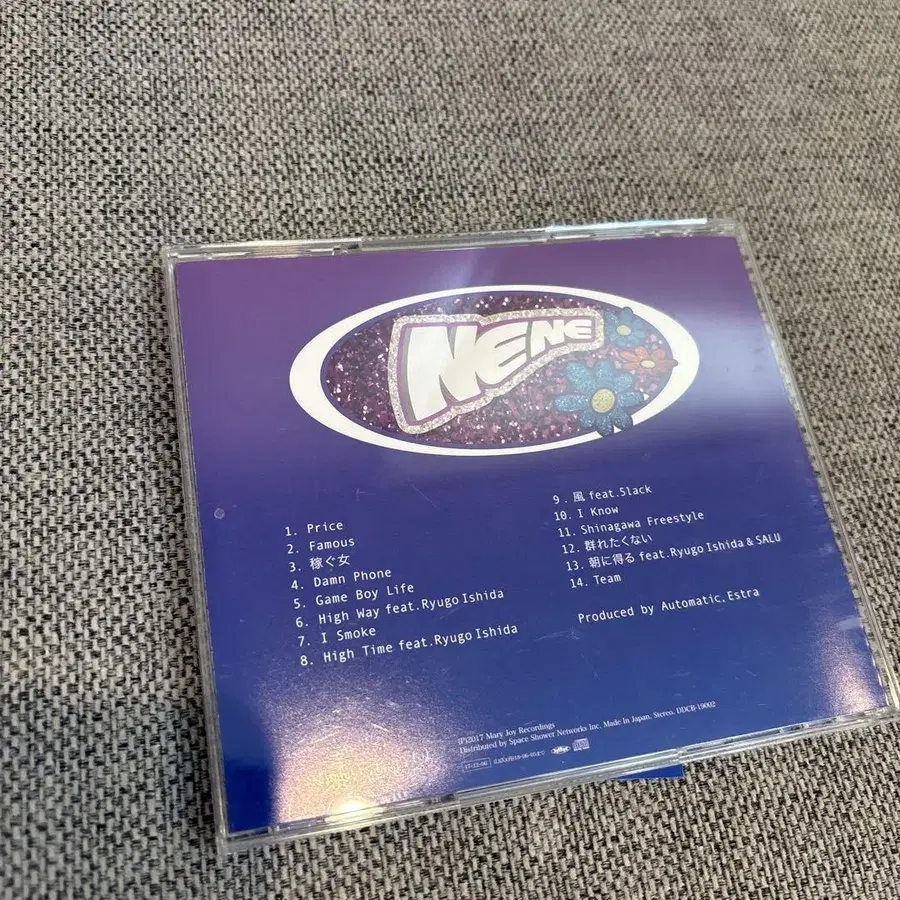 NENE
1. Price
2. Famous
3. 稼ぐ女
4. Damn Phone
5. Game Boy Life
6. High Way feat.Ryugo Ishida
7. I Smoke
8. High Time feat.Ryugo Ishida
9. 風 feat.5lack
10. I Know
11. Shinagawa Freestyle
12. 群れたくない
13. 朝に得る feat.Ryugo Ishida & SALU
14. Team
Produced by Automatic,Estra
(P)2017 Mary Joy Recordings
Distributed by Space Shower Networks Inc. Made In Japan. Stereo. DDCB-19002
17-12-06